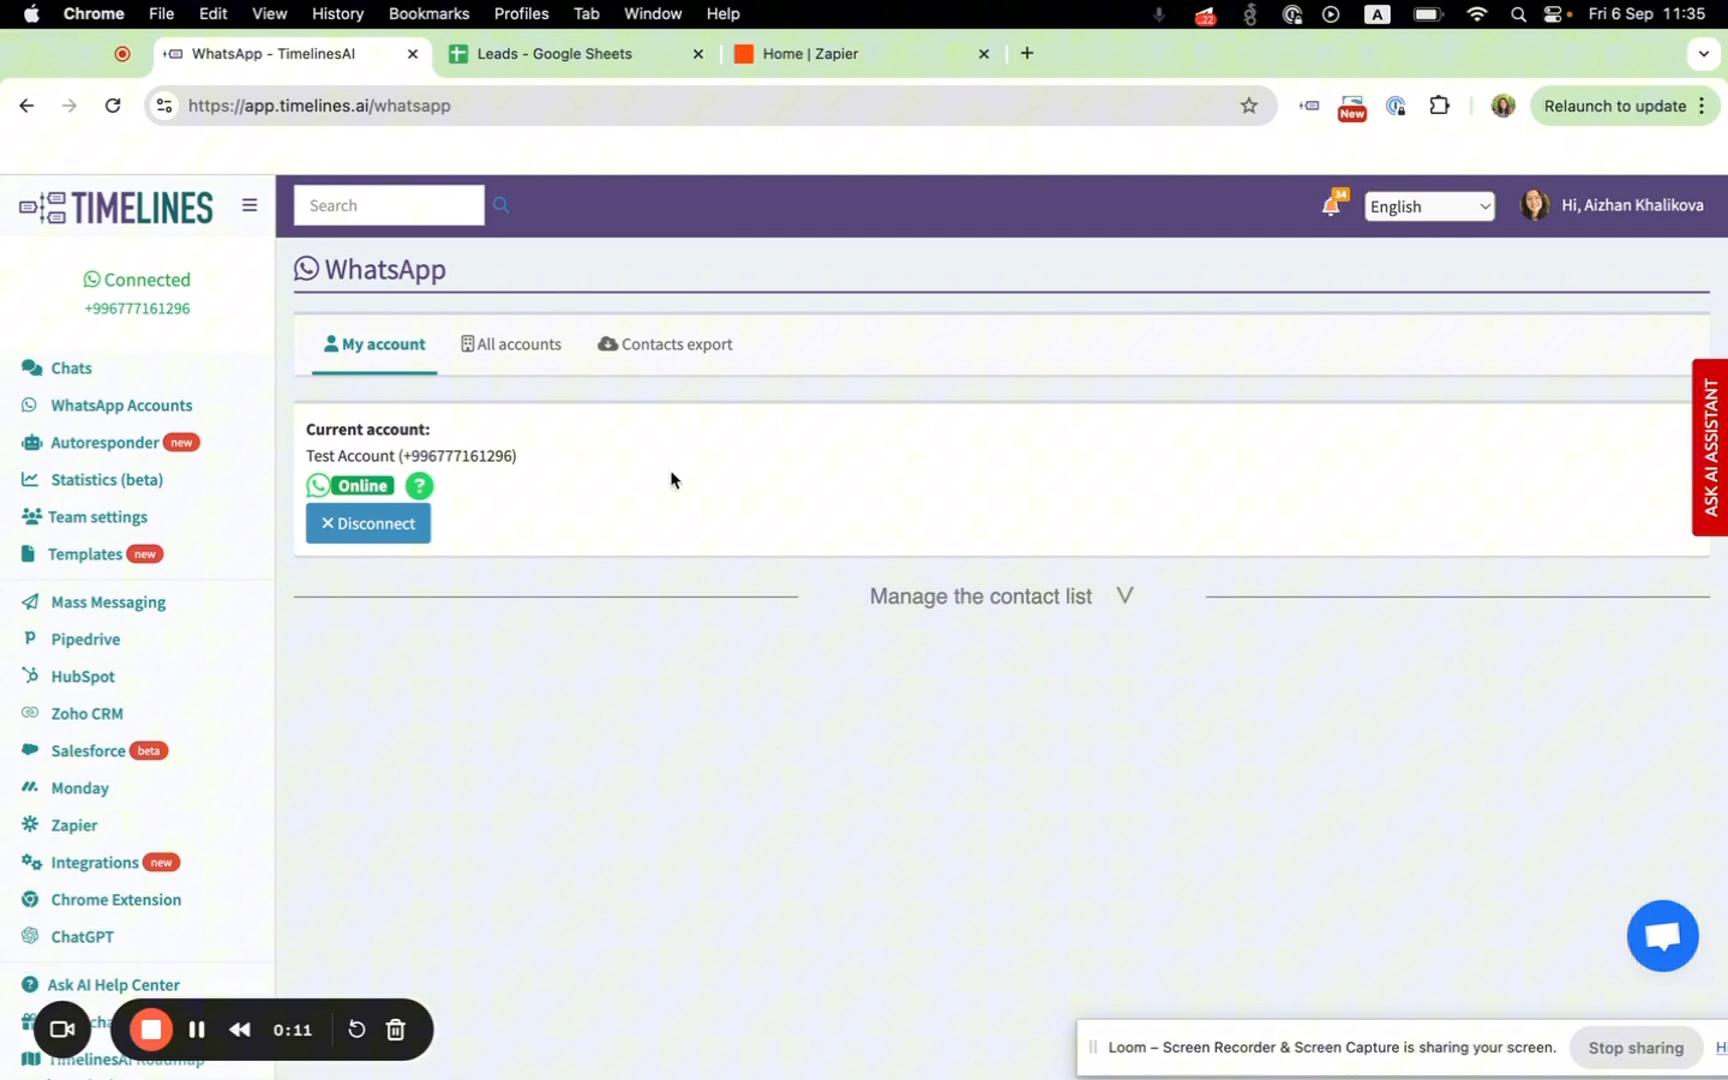 Chrome File Edit View History Bookmarks Profiles Tab Window Help 22 A Fri 6 Sep 11:35
WhatsApp - TimelinesAI Leads - Google Sheets Home | Zapier
https://app.timelines.ai/whatsapp New Relaunch to update
TIMELINES Search 34 English Hi, Aizhan Khalikova
Connected
+996777161296
WhatsApp
My account All accounts Contacts export
Chats
WhatsApp Accounts
Autoresponder new
Statistics (beta)
Team settings
Templates new
Mass Messaging
Pipedrive
HubSpot
Zoho CRM
Salesforce beta
Monday
Zapier
Integrations new
Chrome Extension
ChatGPT
Ask AI Help Center
TimelinesAI Roadmap
Current account:
Test Account (+996777161296)
Online ?
Disconnect
Manage the contact list
ASK AI ASSISTANT
0:11
Loom – Screen Recorder & Screen Capture is sharing your screen. Stop sharing